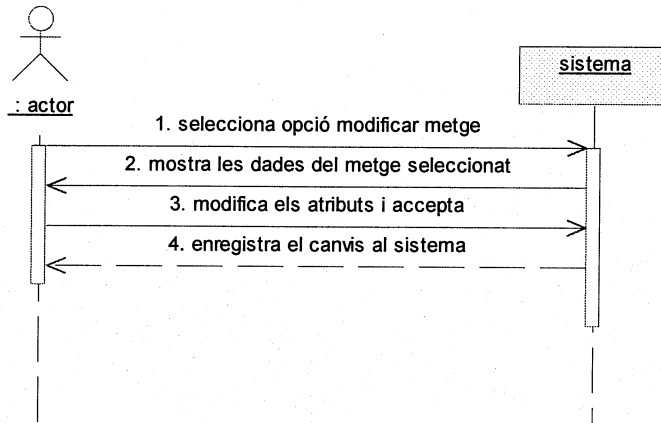 sistema
: actor
1. selecciona opció modificar metge
2. mostra les dades del metge seleccionat
3. modifica els atributs i accepta
4. enregistra el canvis al sistema